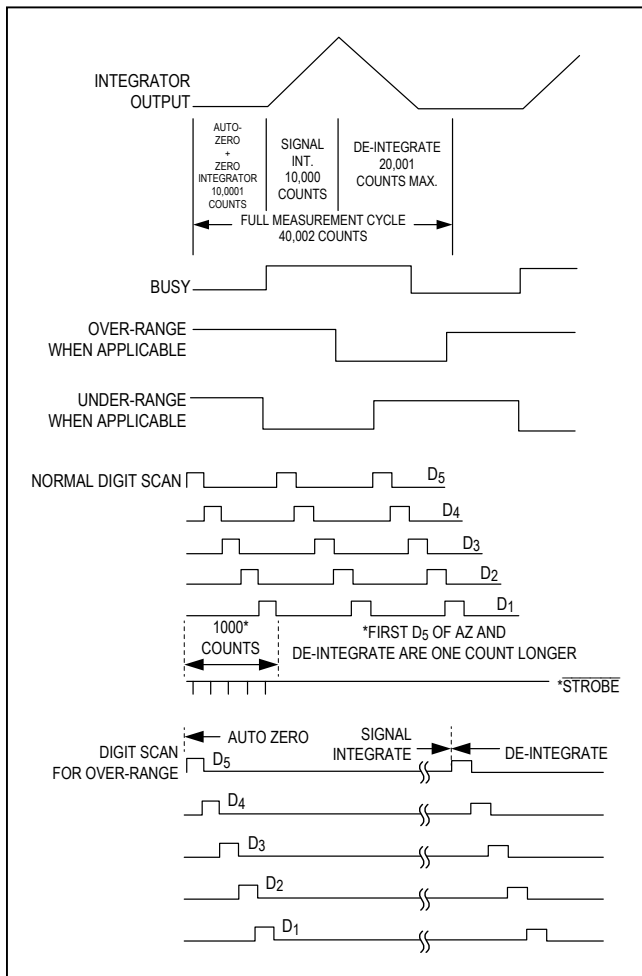 INTEGRATOR
OUTPUT
AUTO-
ZERO
+
ZERO
INTEGRATOR
10,0001
COUNTS
SIGNAL
INT.
10,000
COUNTS
DE-INTEGRATE
20,001
COUNTS MAX.
FULL MEASUREMENT CYCLE
40,002 COUNTS
BUSY
OVER-RANGE
WHEN APPLICABLE
UNDER-RANGE
WHEN APPLICABLE
NORMAL DIGIT SCAN
D5
D4
D3
D2
D1
1000*
COUNTS
*FIRST D5 OF AZ AND
DE-INTEGRATE ARE ONE COUNT LONGER
*STROBE
DIGIT SCAN
FOR OVER-RANGE
AUTO ZERO
SIGNAL
INTEGRATE
DE-INTEGRATE
D5
D4
D3
D2
D1